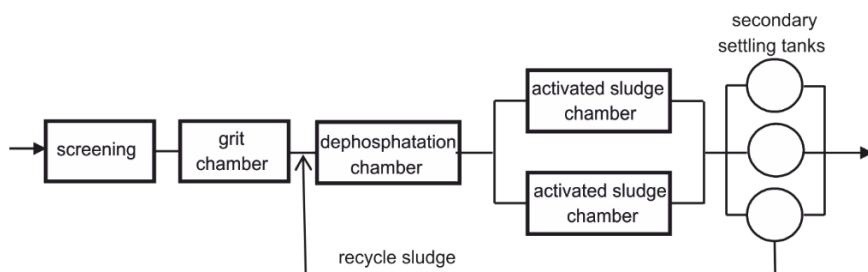 secondary
settling tanks
activated sludge
chamber
screening
grit
chamber
dephosphatation
chamber
activated sludge
chamber
recycle sludge